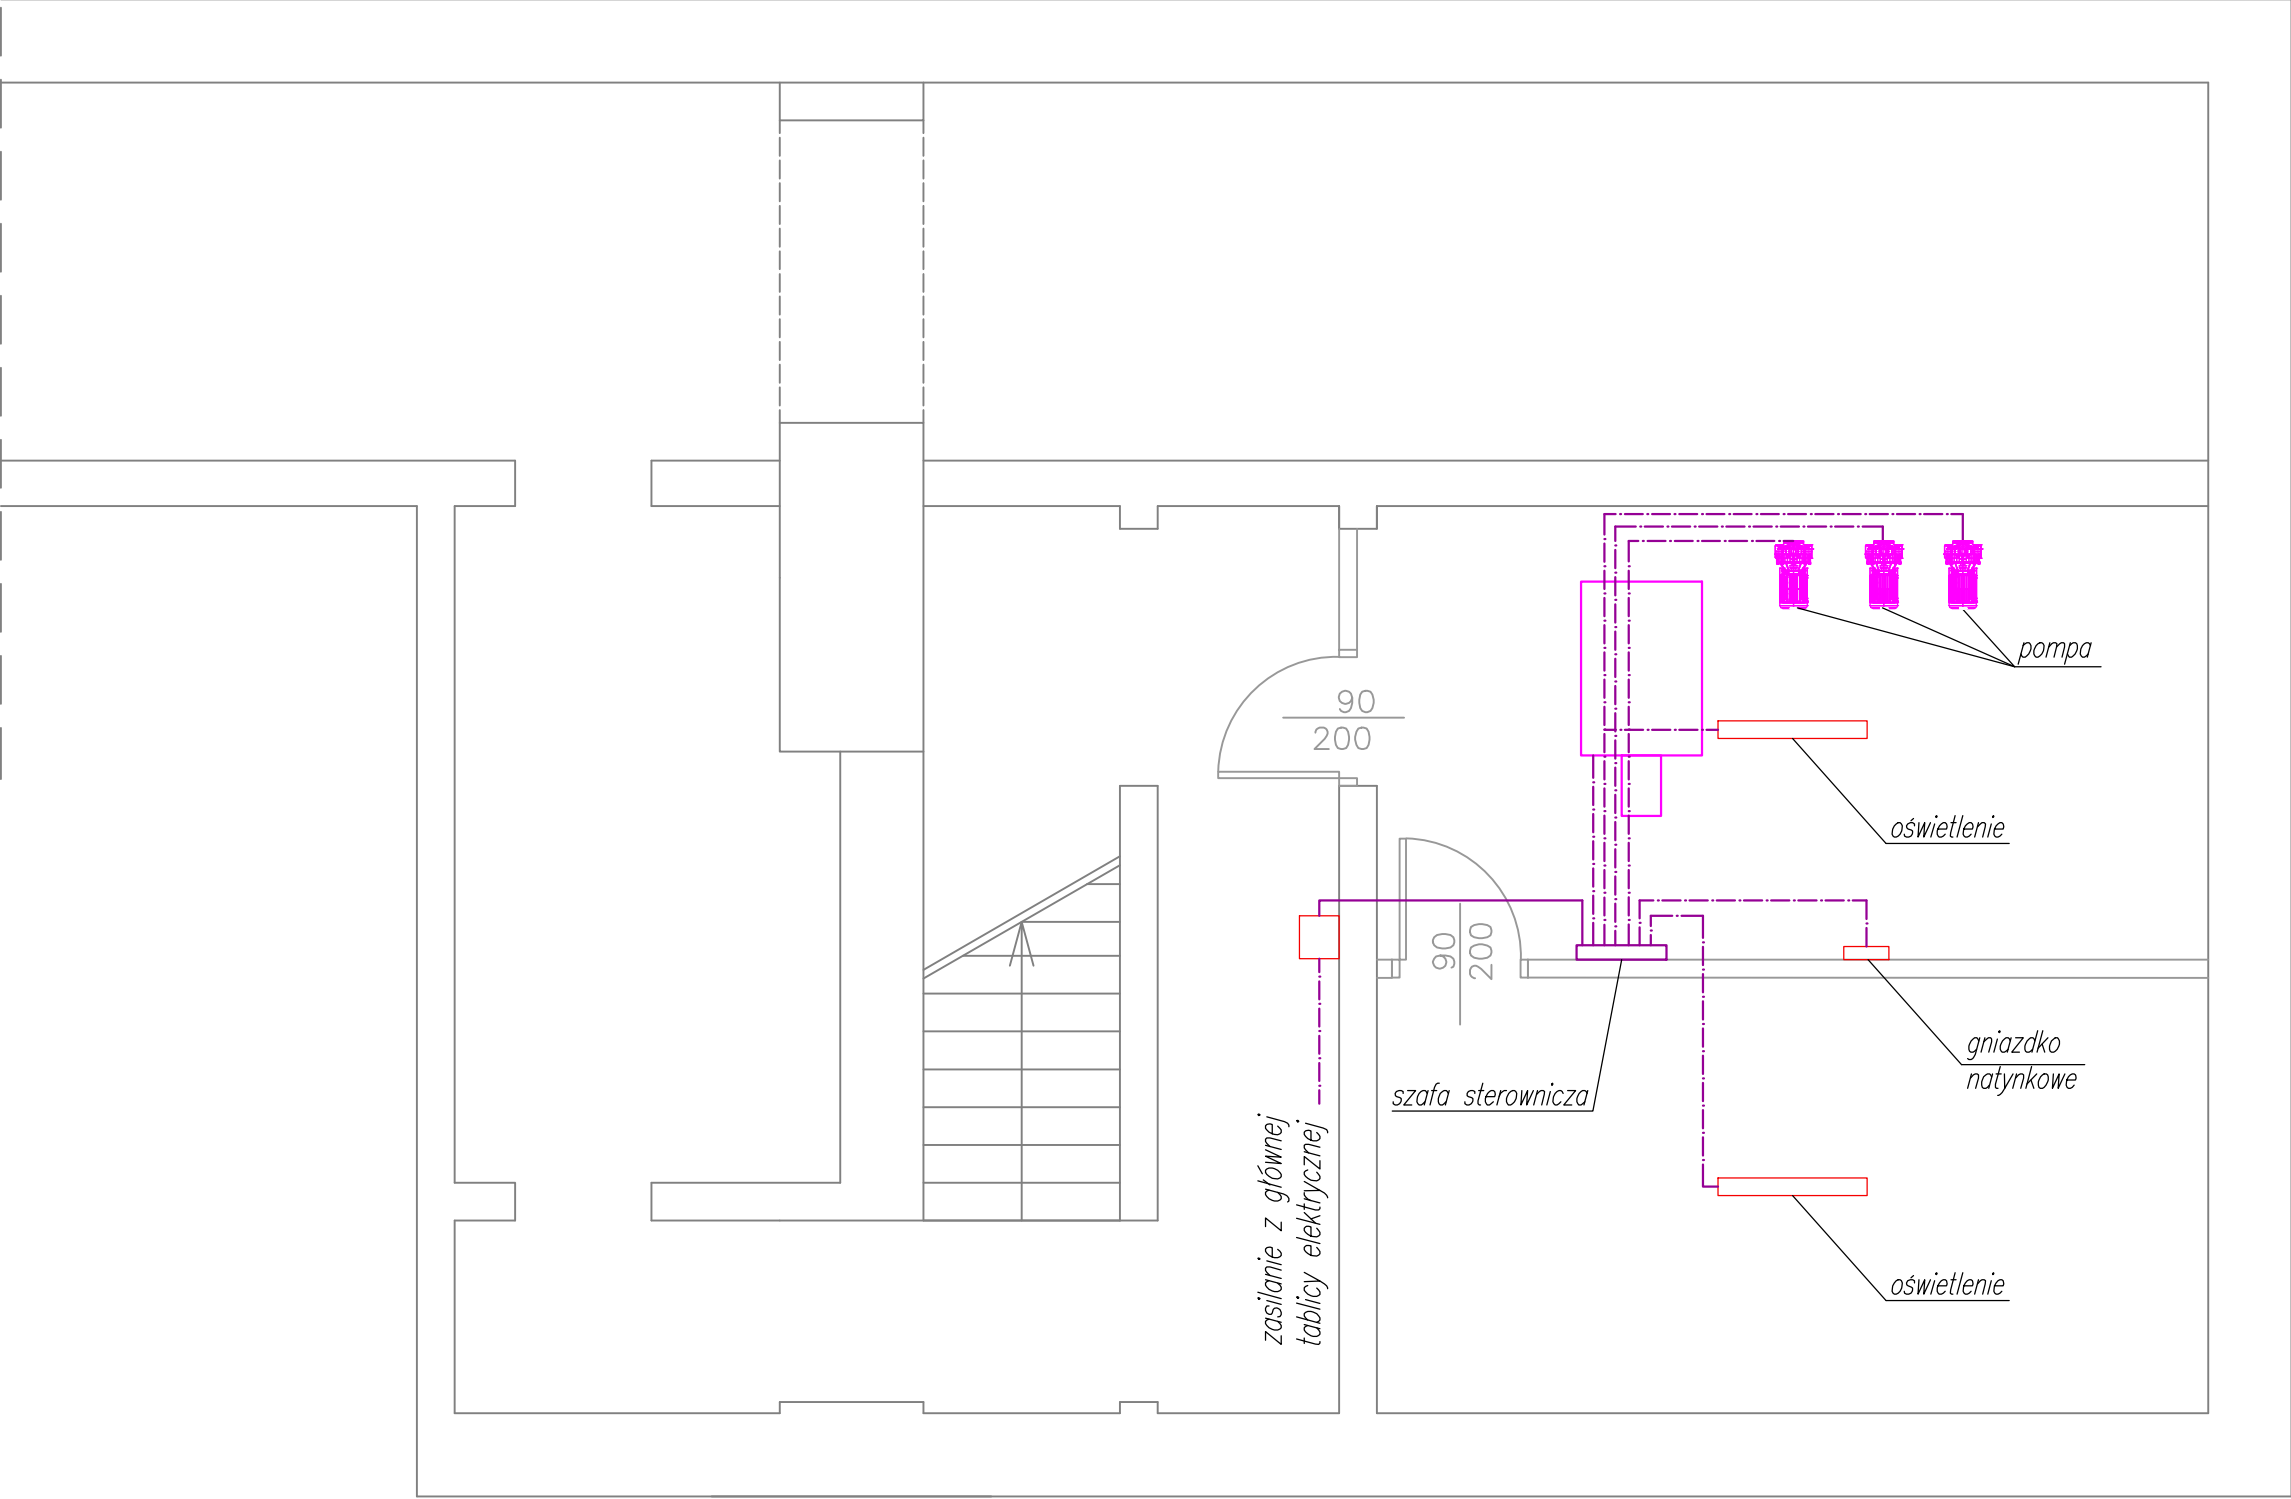 pompa
90
200
oświetlenie
90
200
gniazdko
natynkowe
szafa sterownicza
zasilanie z głównej
tablicy elektrycznej
oświetlenie